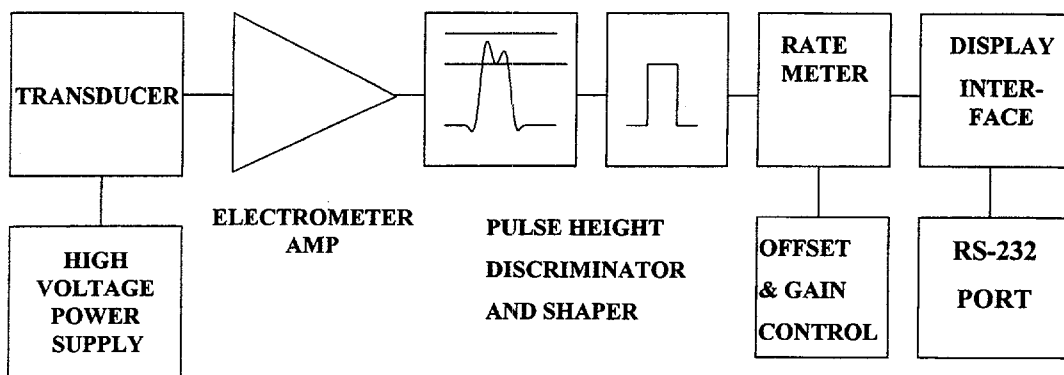 TRANSDUCER
RATE
METER
DISPLAY
INTER-
FACE
ELECTROMETER
AMP
PULSE HEIGHT
DISCRIMINATOR
AND SHAPER
HIGH
VOLTAGE
POWER
SUPPLY
OFFSET
& GAIN
CONTROL
RS-232
PORT